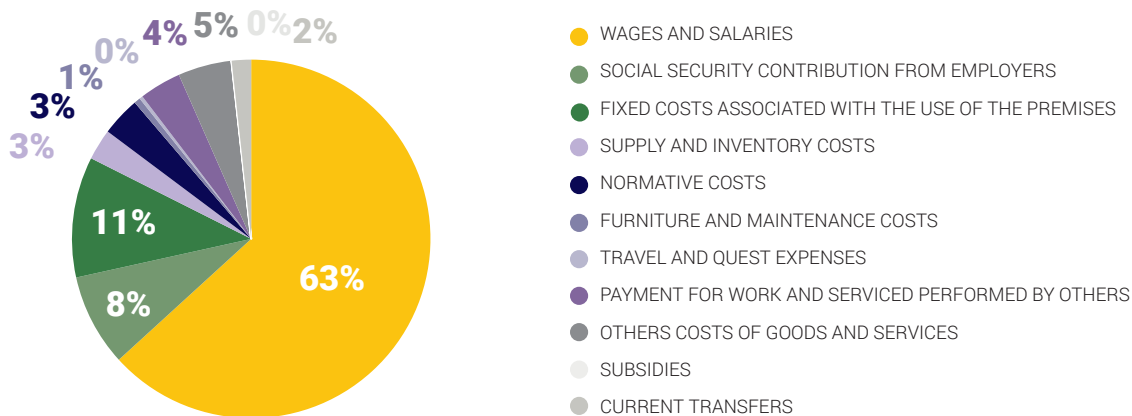 0%
5%
0%
2%
4%
1%
3%
3%
11%
8%
63%
WAGES AND SALARIES
SOCIAL SECURITY CONTRIBUTION FROM EMPLOYERS
FIXED COSTS ASSOCIATED WITH THE USE OF THE PREMISES
SUPPLY AND INVENTORY COSTS
NORMATIVE COSTS
FURNITURE AND MAINTENANCE COSTS
TRAVEL AND QUEST EXPENSES
PAYMENT FOR WORK AND SERVICED PERFORMED BY OTHERS
OTHERS COSTS OF GOODS AND SERVICES
SUBSIDIES
CURRENT TRANSFERS